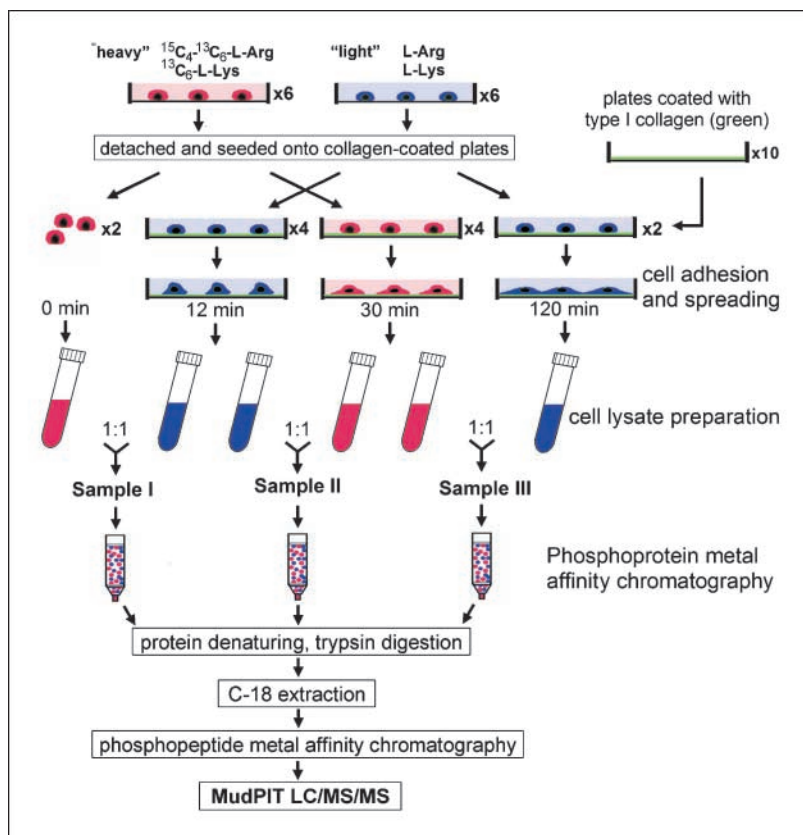 "heavy" ¹⁵C₄-¹³C₆-L-Arg
¹³C₆-L-Lys
x6
"light" L-Arg
L-Lys
x6
plates coated with
type I collagen (green)
x10
detached and seeded onto collagen-coated plates
x2
x4
x4
x2
cell adhesion
and spreading
0 min
12 min
30 min
120 min
cell lysate preparation
1:1
1:1
1:1
Sample I
Sample II
Sample III
Phosphoprotein metal
affinity chromatography
protein denaturing, trypsin digestion
C-18 extraction
phosphopeptide metal affinity chromatography
MudPIT LC/MS/MS